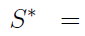 S* =